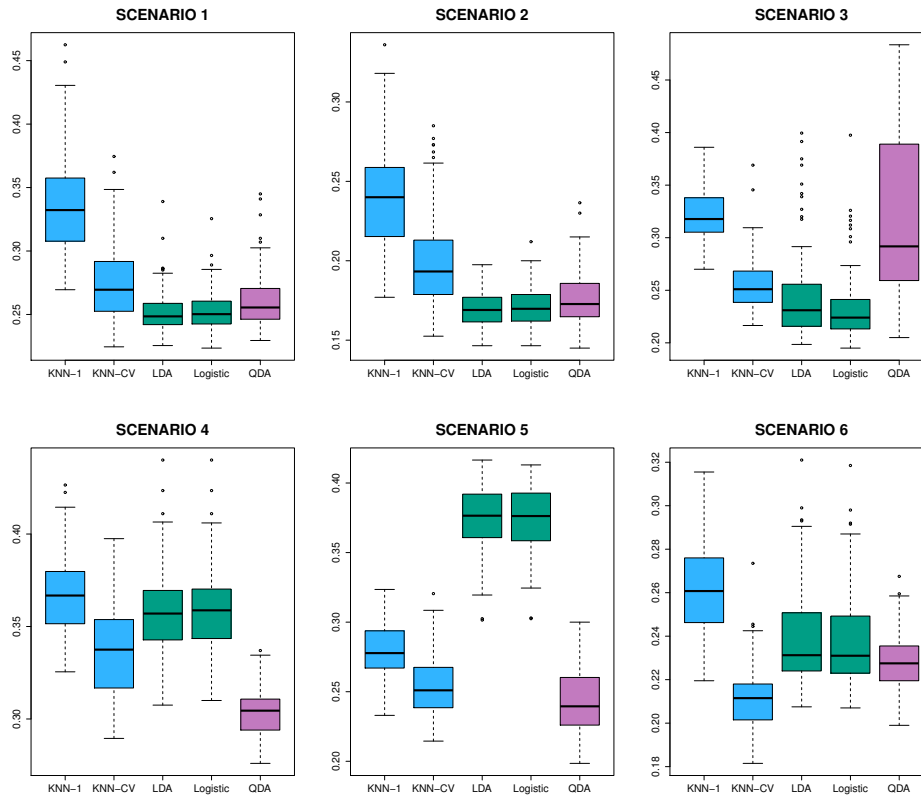 SCENARIO 1
0.45
0.40
0.35
0.30
0.25
KNN−1 KNN−CV LDA Logistic QDA
SCENARIO 2
0.30
0.25
0.20
0.15
KNN−1 KNN−CV LDA Logistic QDA
SCENARIO 3
0.45
0.40
0.35
0.30
0.25
0.20
KNN−1 KNN−CV LDA Logistic QDA
SCENARIO 4
0.40
0.35
0.30
KNN−1 KNN−CV LDA Logistic QDA
SCENARIO 5
0.40
0.35
0.30
0.25
0.20
KNN−1 KNN−CV LDA Logistic QDA
SCENARIO 6
0.32
0.30
0.28
0.26
0.24
0.22
0.20
0.18
KNN−1 KNN−CV LDA Logistic QDA